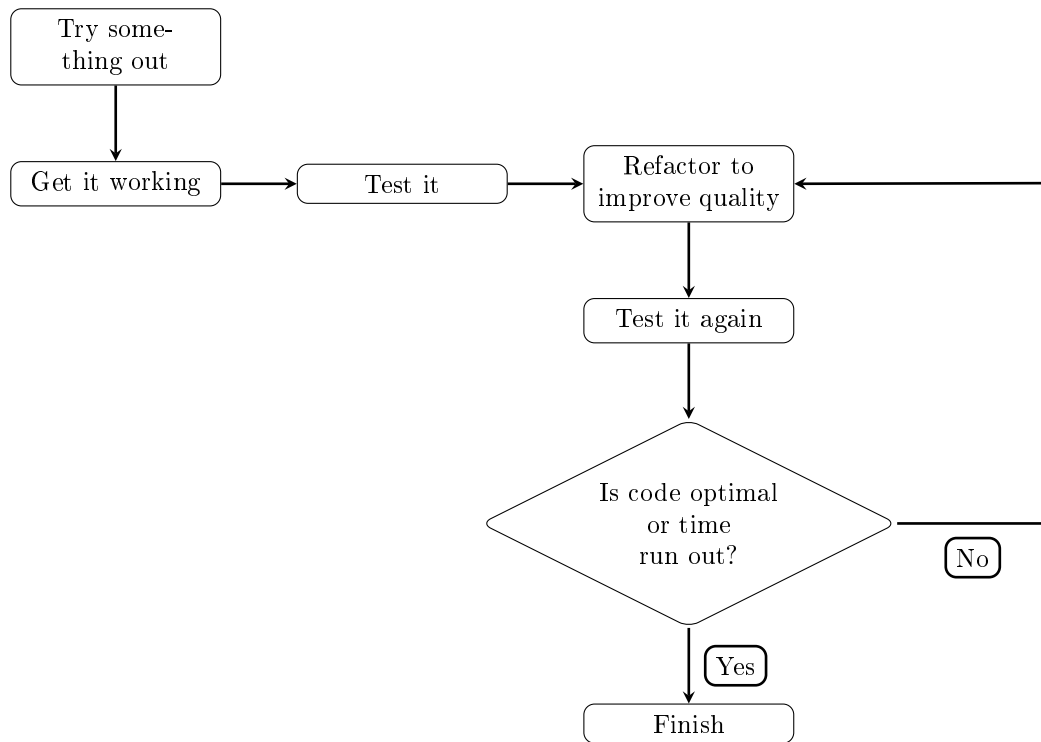 Try some-
thing out
Get it working
Test it
Refactor to
improve quality
Test it again
Is code optimal
or time
run out?
No
Yes
Finish